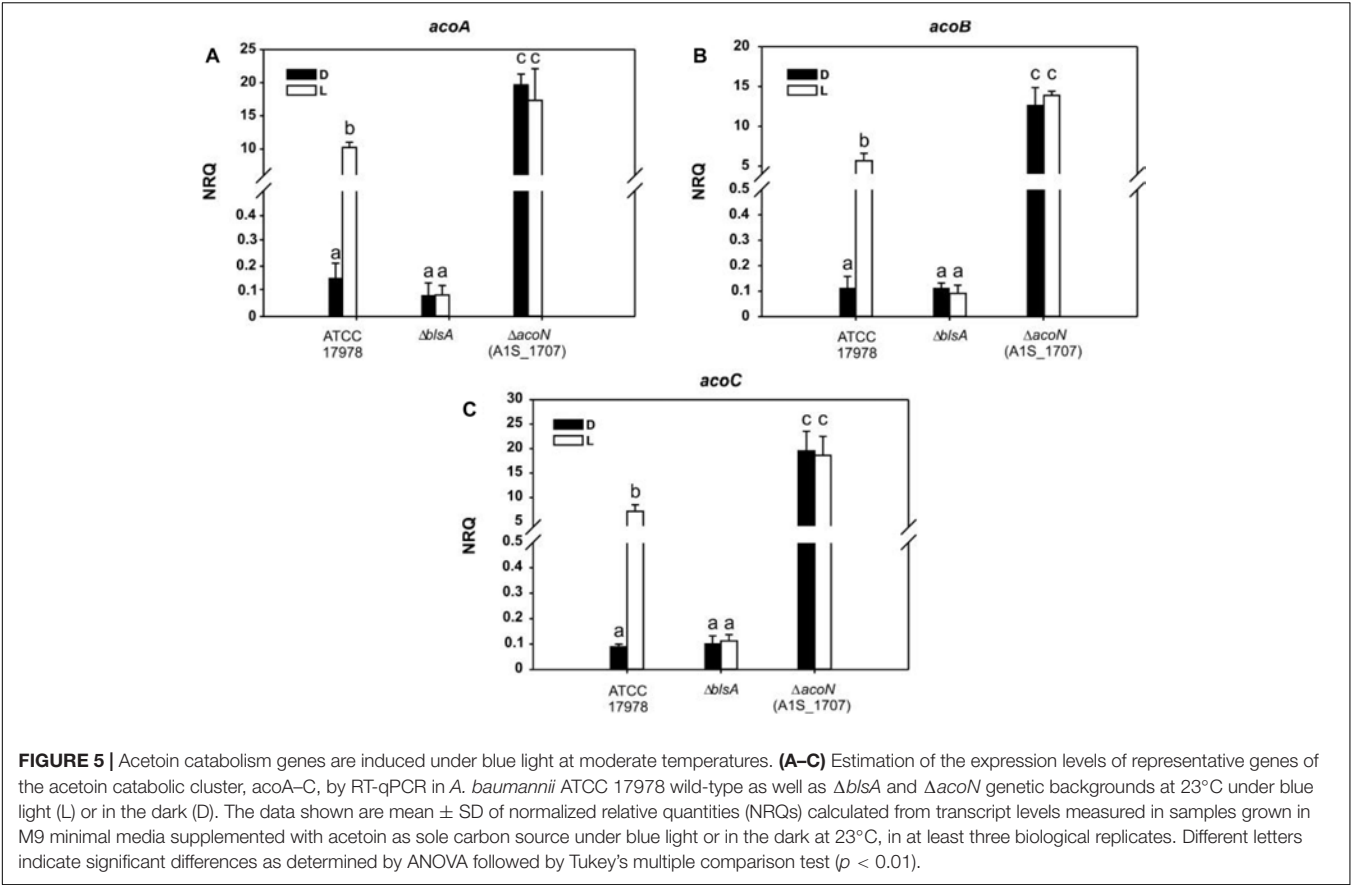 acoA
A
25
20
15
10
0.5
0.4
0.3
0.2
0.1
0
NRQ
D
L
a
b
a a
c c
ATCC
17978
ΔblsA
ΔacoN
(A1S_1707)
acoB
B
20
15
10
5
0.5
0.4
0.3
0.2
0.1
0
NRQ
D
L
a
b
a a
c c
ATCC
17978
ΔblsA
ΔacoN
(A1S_1707)
acoC
C
30
25
20
15
10
5
0.5
0.4
0.3
0.2
0.1
0
NRQ
D
L
a
b
a a
c c
ATCC
17978
ΔblsA
ΔacoN
(A1S_1707)
FIGURE 5 | Acetoin catabolism genes are induced under blue light at moderate temperatures. (A–C) Estimation of the expression levels of representative genes of
the acetoin catabolic cluster, acoA–C, by RT-qPCR in A. baumannii ATCC 17978 wild-type as well as ΔblsA and ΔacoN genetic backgrounds at 23°C under blue
light (L) or in the dark (D). The data shown are mean ± SD of normalized relative quantities (NRQs) calculated from transcript levels measured in samples grown in
M9 minimal media supplemented with acetoin as sole carbon source under blue light or in the dark at 23°C, in at least three biological replicates. Different letters
indicate significant differences as determined by ANOVA followed by Tukey's multiple comparison test (p < 0.01).